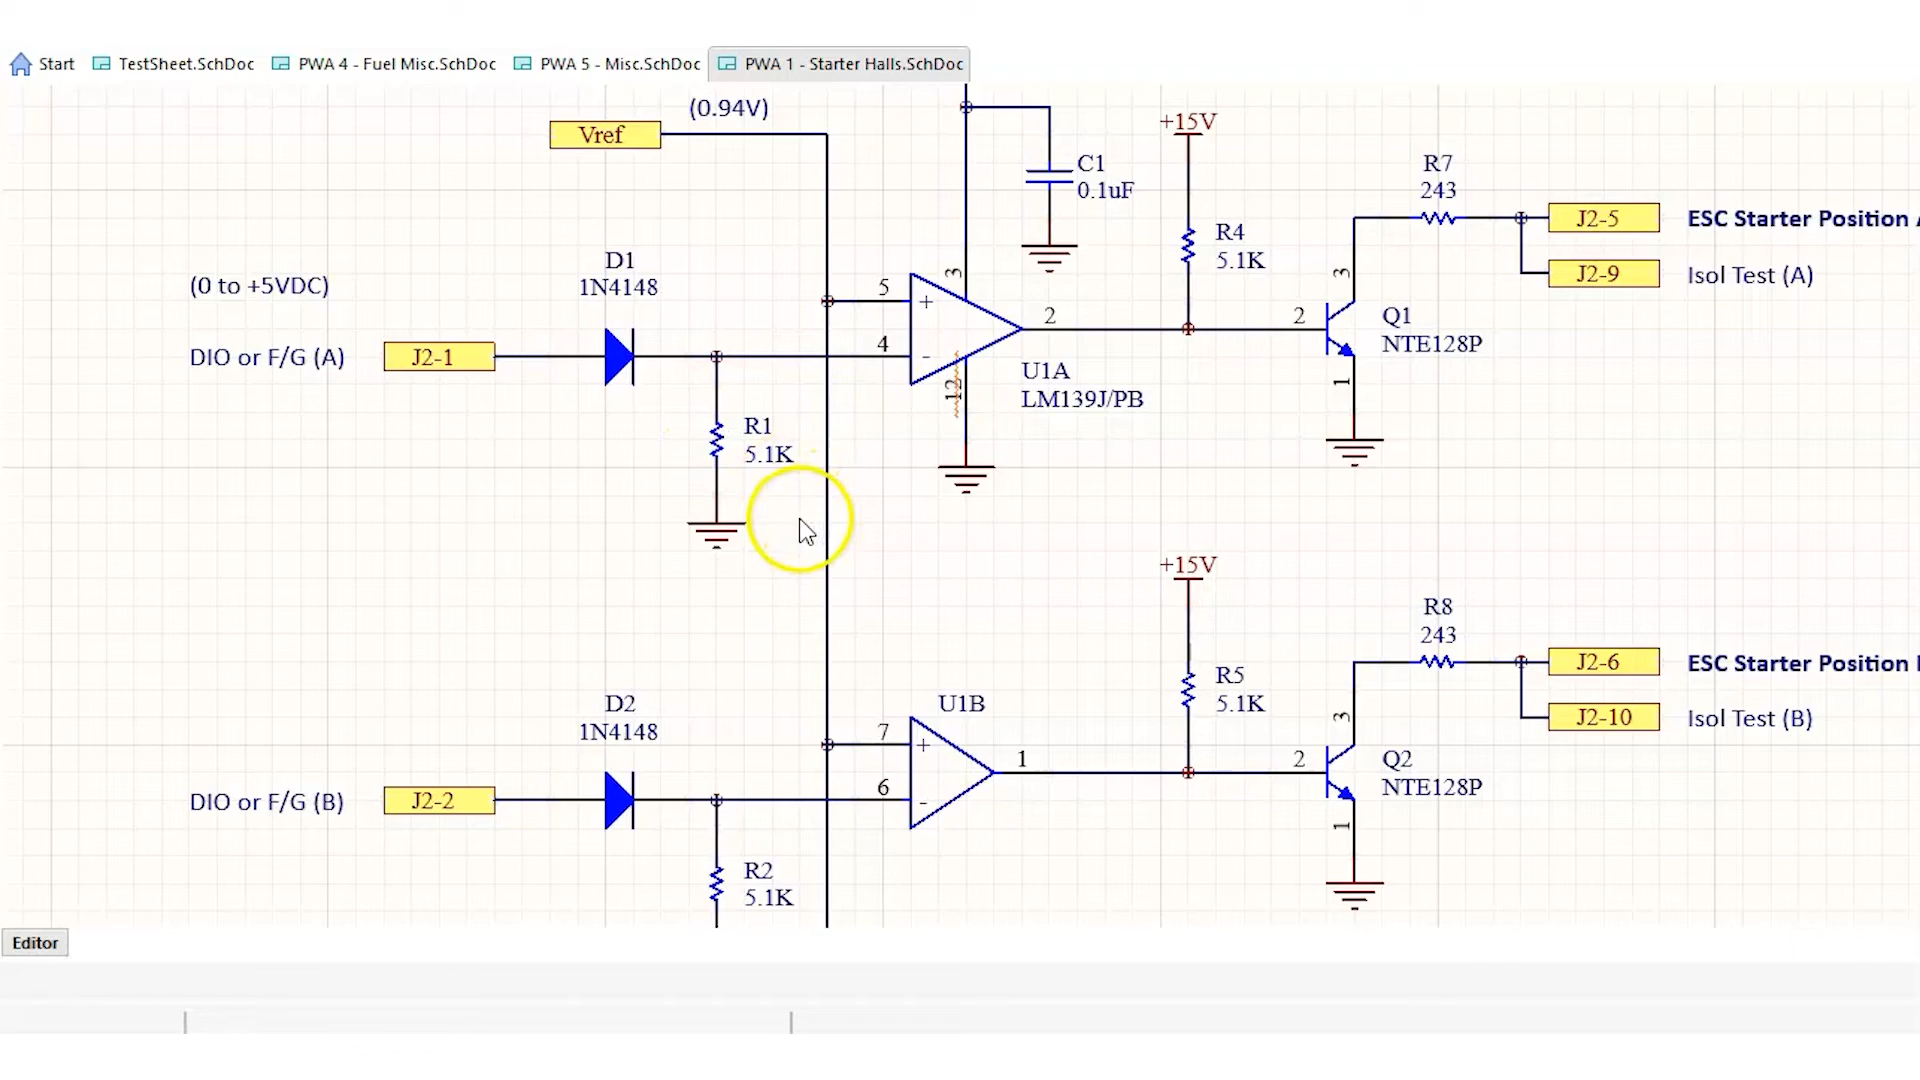 Start TestSheet.SchDoc PWA 4 - Fuel Misc.SchDoc PWA 5 - Misc.SchDoc PWA 1 - Starter Halls.SchDoc
(0.94V)
Vref
+15V
C1
0.1uF
R7
243
J2-5 ESC Starter Position
R4
5.1K
D1
1N4148
(0 to +5VDC)
3
5
+
3
J2-9 Isol Test (A)
2
2
Q1
NTE128P
DIO or F/G (A) J2-1
4
-
12
U1A
LM139J/PB
1
R1
5.1K
+15V
R8
243
J2-6 ESC Starter Position
R5
5.1K
D2
1N4148
U1B
7
+
3
J2-10 Isol Test (B)
1
2
Q2
NTE128P
DIO or F/G (B) J2-2
6
-
1
R2
5.1K
Editor